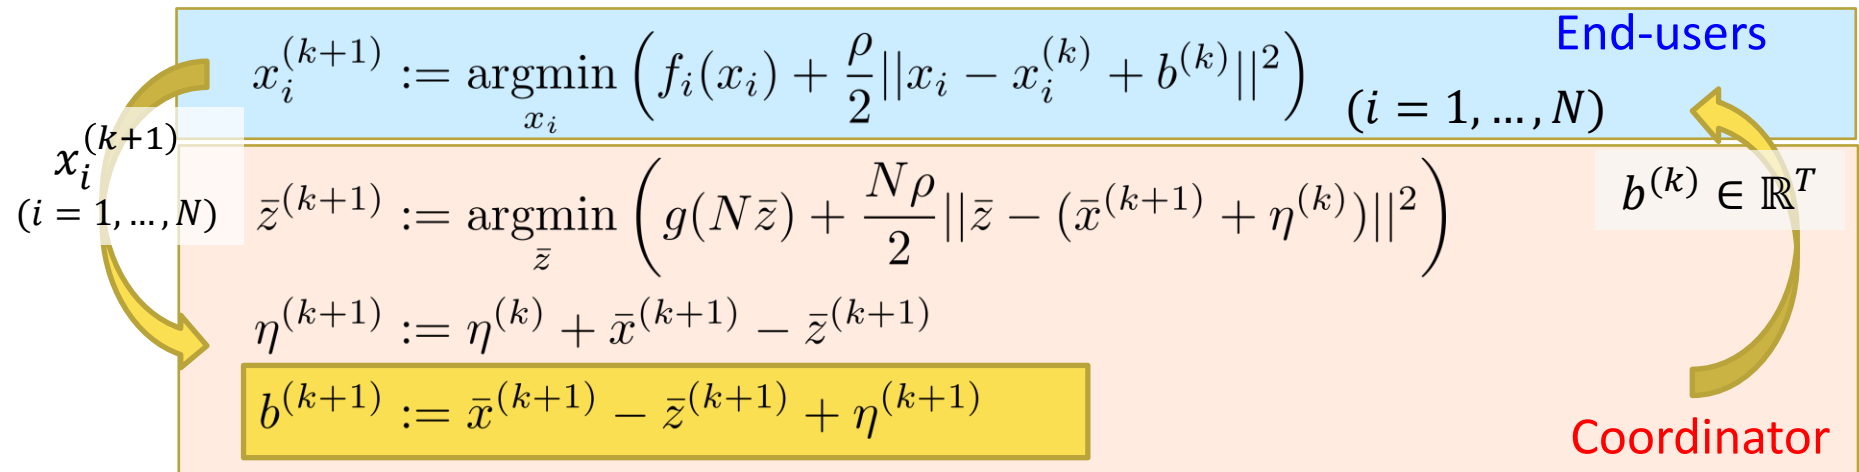 End-users
x_i^{(k+1)} := argmin_{x_i} ( f_i(x_i) + ρ/2 ||x_i − x_i^{(k)} + b^{(k)}||² )
(i = 1, ..., N)
x_i^{(k+1)}
(i = 1, ..., N)
z̄^{(k+1)} := argmin_{z̄} ( g(Nz̄) + Nρ/2 ||z̄ − (x̄^{(k+1)} + η^{(k)})||² )
b^{(k)} ∈ ℝ^T
η^{(k+1)} := η^{(k)} + x̄^{(k+1)} − z̄^{(k+1)}
b^{(k+1)} := x̄^{(k+1)} − z̄^{(k+1)} + η^{(k+1)}
Coordinator